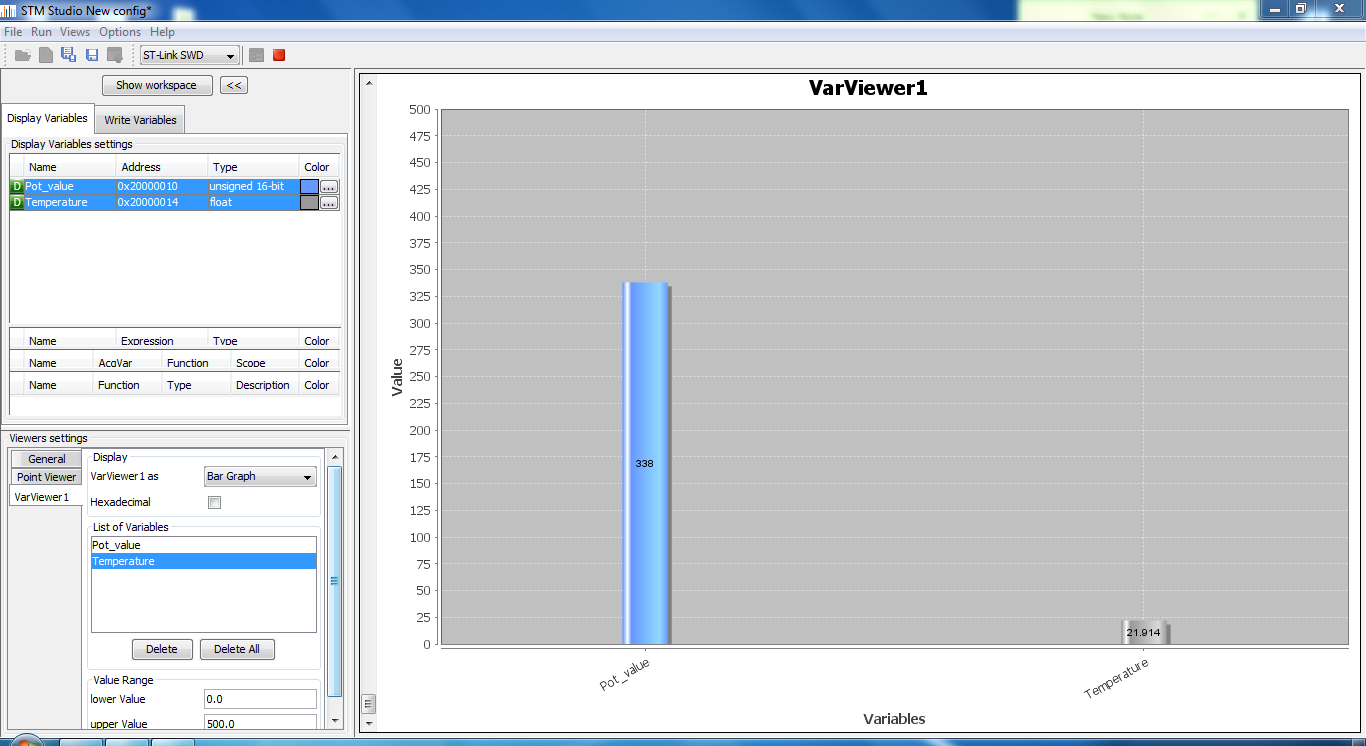 STM Studio New config*
File Run Views Options Help
ST-Link SWD
Show workspace <<
Display Variables Write Variables
Display Variables settings
Name Address Type Color
D Pot_value 0x20000010 unsigned 16-bit ...
D Temperature 0x20000014 float ...
Name Expression Type Color
Name AcqVar Function Scope Color
Name Function Type Description Color
Viewers settings
General
Point Viewer
VarViewer1
Display
VarViewer1 as Bar Graph
Hexadecimal
List of Variables
Pot_value
Temperature
Delete Delete All
Value Range
lower Value 0.0
upper Value 500.0
VarViewer1
500
475
450
425
400
375
350
325
300
275
250
225
200
175
150
125
100
75
50
25
0
Value
338
21.914
Pot_value
Temperature
Variables